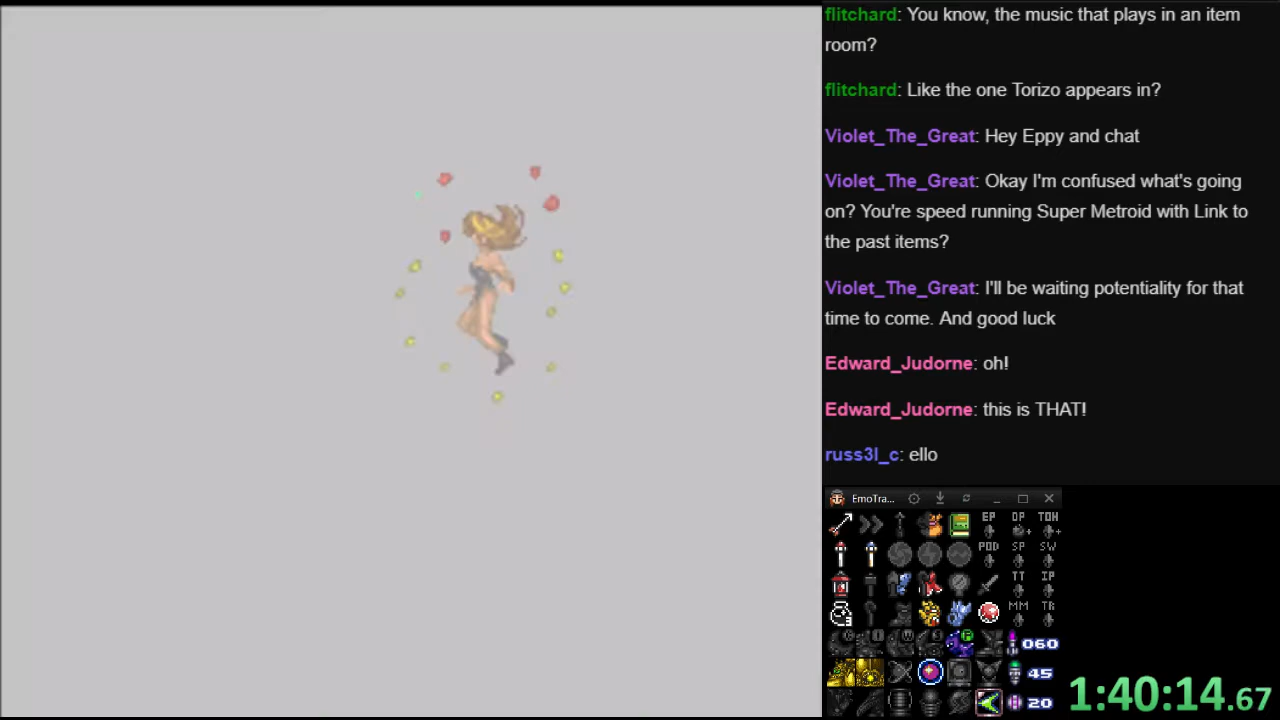 flitchard: You know, the music that plays in an item
room?
flitchard: Like the one Torizo appears in?
Violet_The_Great: Hey Eppy and chat
Violet_The_Great: Okay I'm confused what's going
on? You're speed running Super Metroid with Link to
the past items?
Violet_The_Great: I'll be waiting potentiality for that
time to come. And good luck
Edward_Judorne: oh!
Edward_Judorne: this is THAT!
russ3l_c: ello
EmoTra...
EP DP TOH
POD SP SW
TT IP
MM TR
060
45
20
1:40:14.67